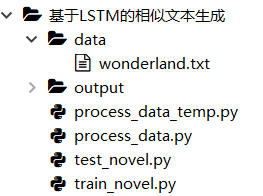 基于LSTM的相似文本生成
data
wonderland.txt
output
process_data_temp.py
process_data.py
test_novel.py
train_novel.py